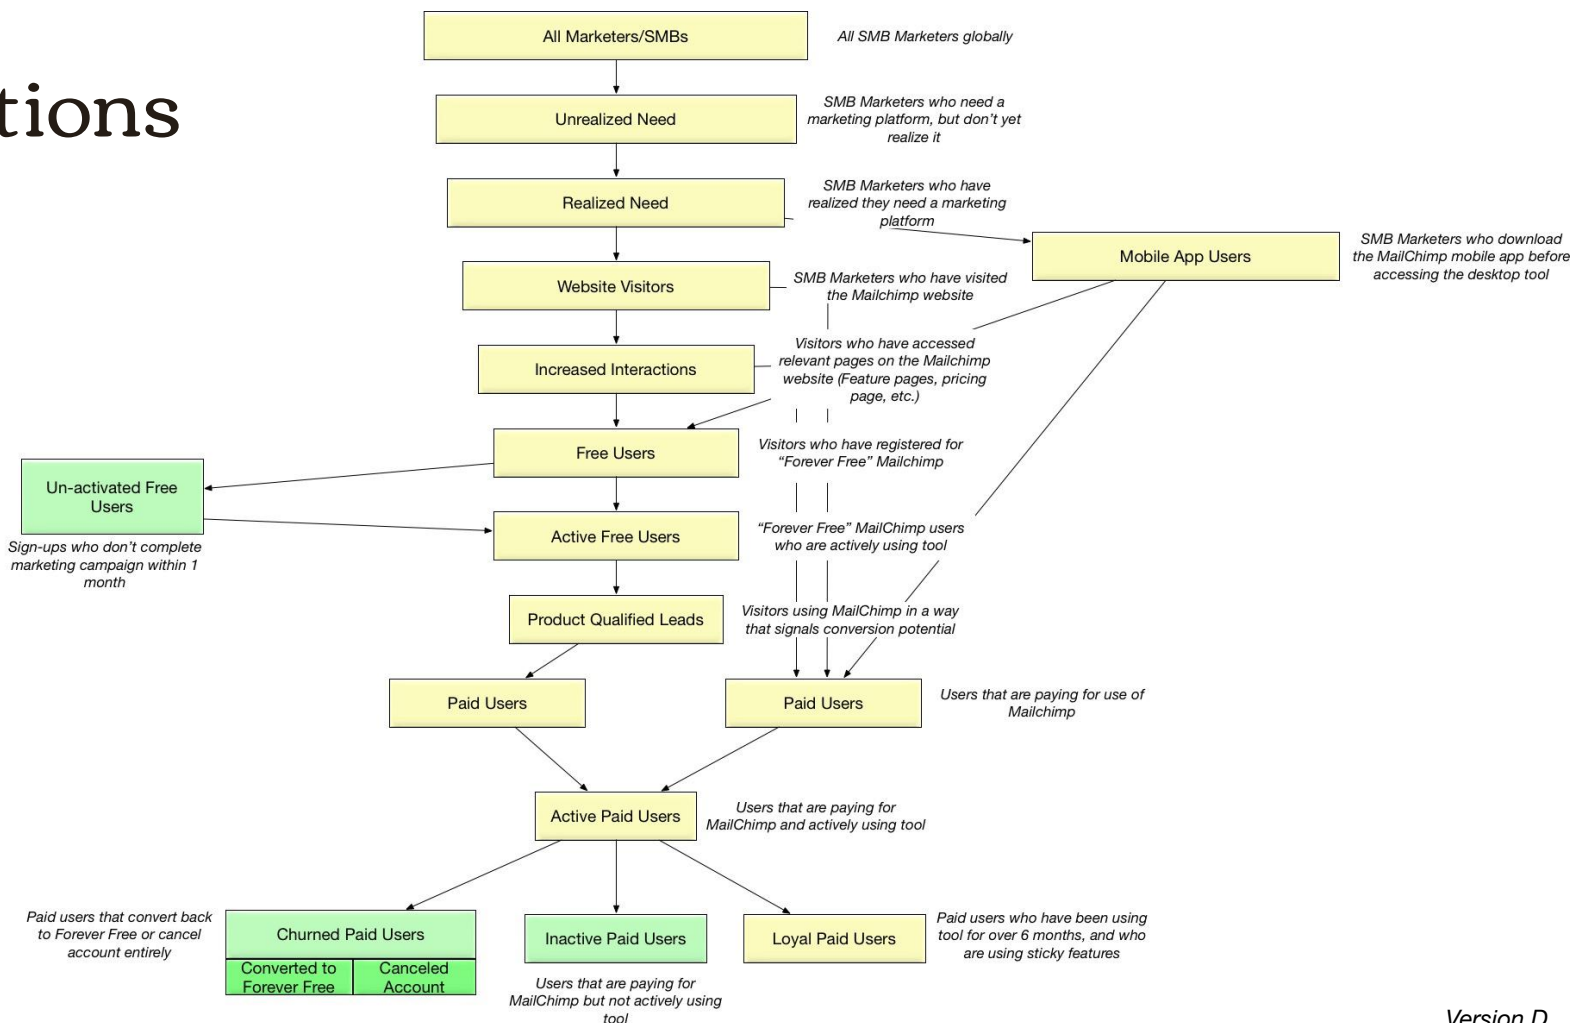 tions
All Marketers/SMBs
All SMB Marketers globally
Unrealized Need
SMB Marketers who need a
marketing platform, but don't yet
realize it
Realized Need
SMB Marketers who have
realized they need a marketing
platform
Mobile App Users
SMB Marketers who download
the MailChimp mobile app before
accessing the desktop tool
Website Visitors
SMB Marketers who have visited
the Mailchimp website
Increased Interactions
Visitors who have accessed
relevant pages on the Mailchimp
website (Feature pages, pricing
page, etc.)
Free Users
Visitors who have registered for
“Forever Free” Mailchimp
Un-activated Free
Users
Sign-ups who don't complete
marketing campaign within 1
month
Active Free Users
“Forever Free” MailChimp users
who are actively using tool
Product Qualified Leads
Visitors using MailChimp in a way
that signals conversion potential
Paid Users
Paid Users
Users that are paying for use of
Mailchimp
Active Paid Users
Users that are paying for
MailChimp and actively using tool
Paid users that convert back
to Forever Free or cancel
account entirely
Churned Paid Users
Converted to
Forever Free
Canceled
Account
Inactive Paid Users
Users that are paying for
MailChimp but not actively using
tool
Loyal Paid Users
Paid users who have been using
tool for over 6 months, and who
are using sticky features
Version D